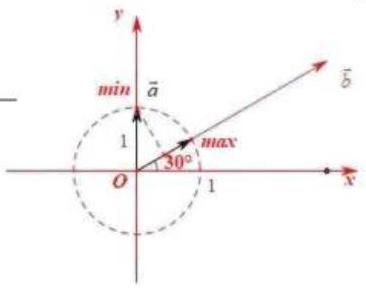 y
min a⃗
b⃗
1 max
30°
O 1 x